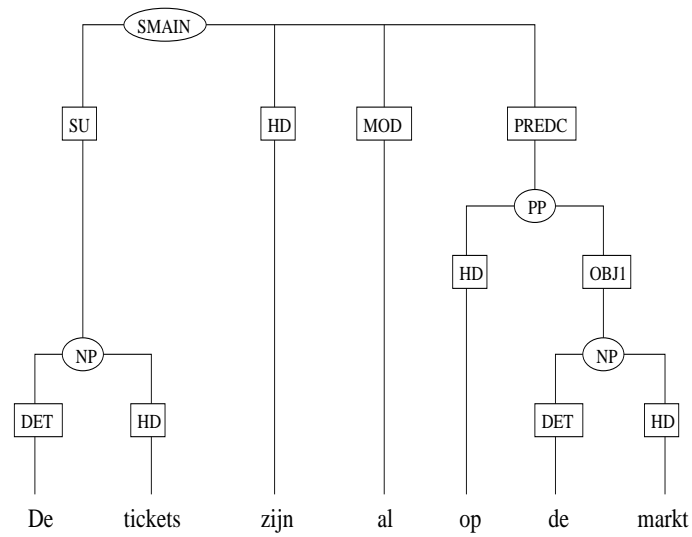 SMAIN
SU HD MOD PREDC
PP
HD OBJ1
NP NP
DET HD DET HD
De tickets zijn al op de markt